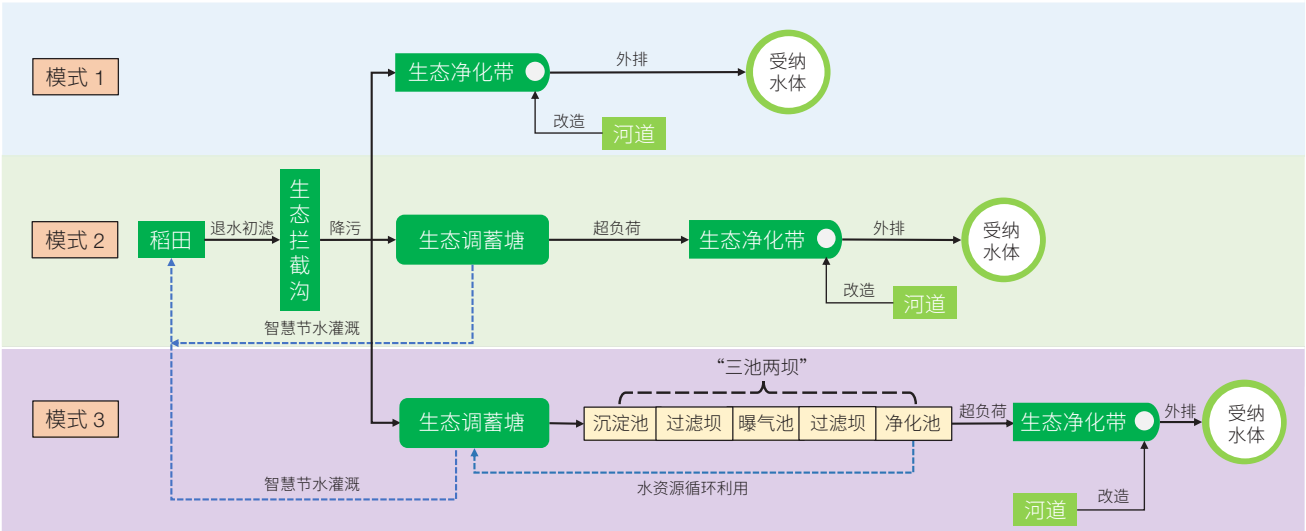 模式 1
生态净化带
外排
受纳
水体
改造
河道
模式 2
稻田
退水初滤
生态拦截沟
降污
生态调蓄塘
超负荷
生态净化带
外排
受纳
水体
改造
河道
智慧节水灌溉
模式 3
生态调蓄塘
“三池两坝”
沉淀池
过滤坝
曝气池
过滤坝
净化池
超负荷
生态净化带
外排
受纳
水体
智慧节水灌溉
水资源循环利用
改造
河道